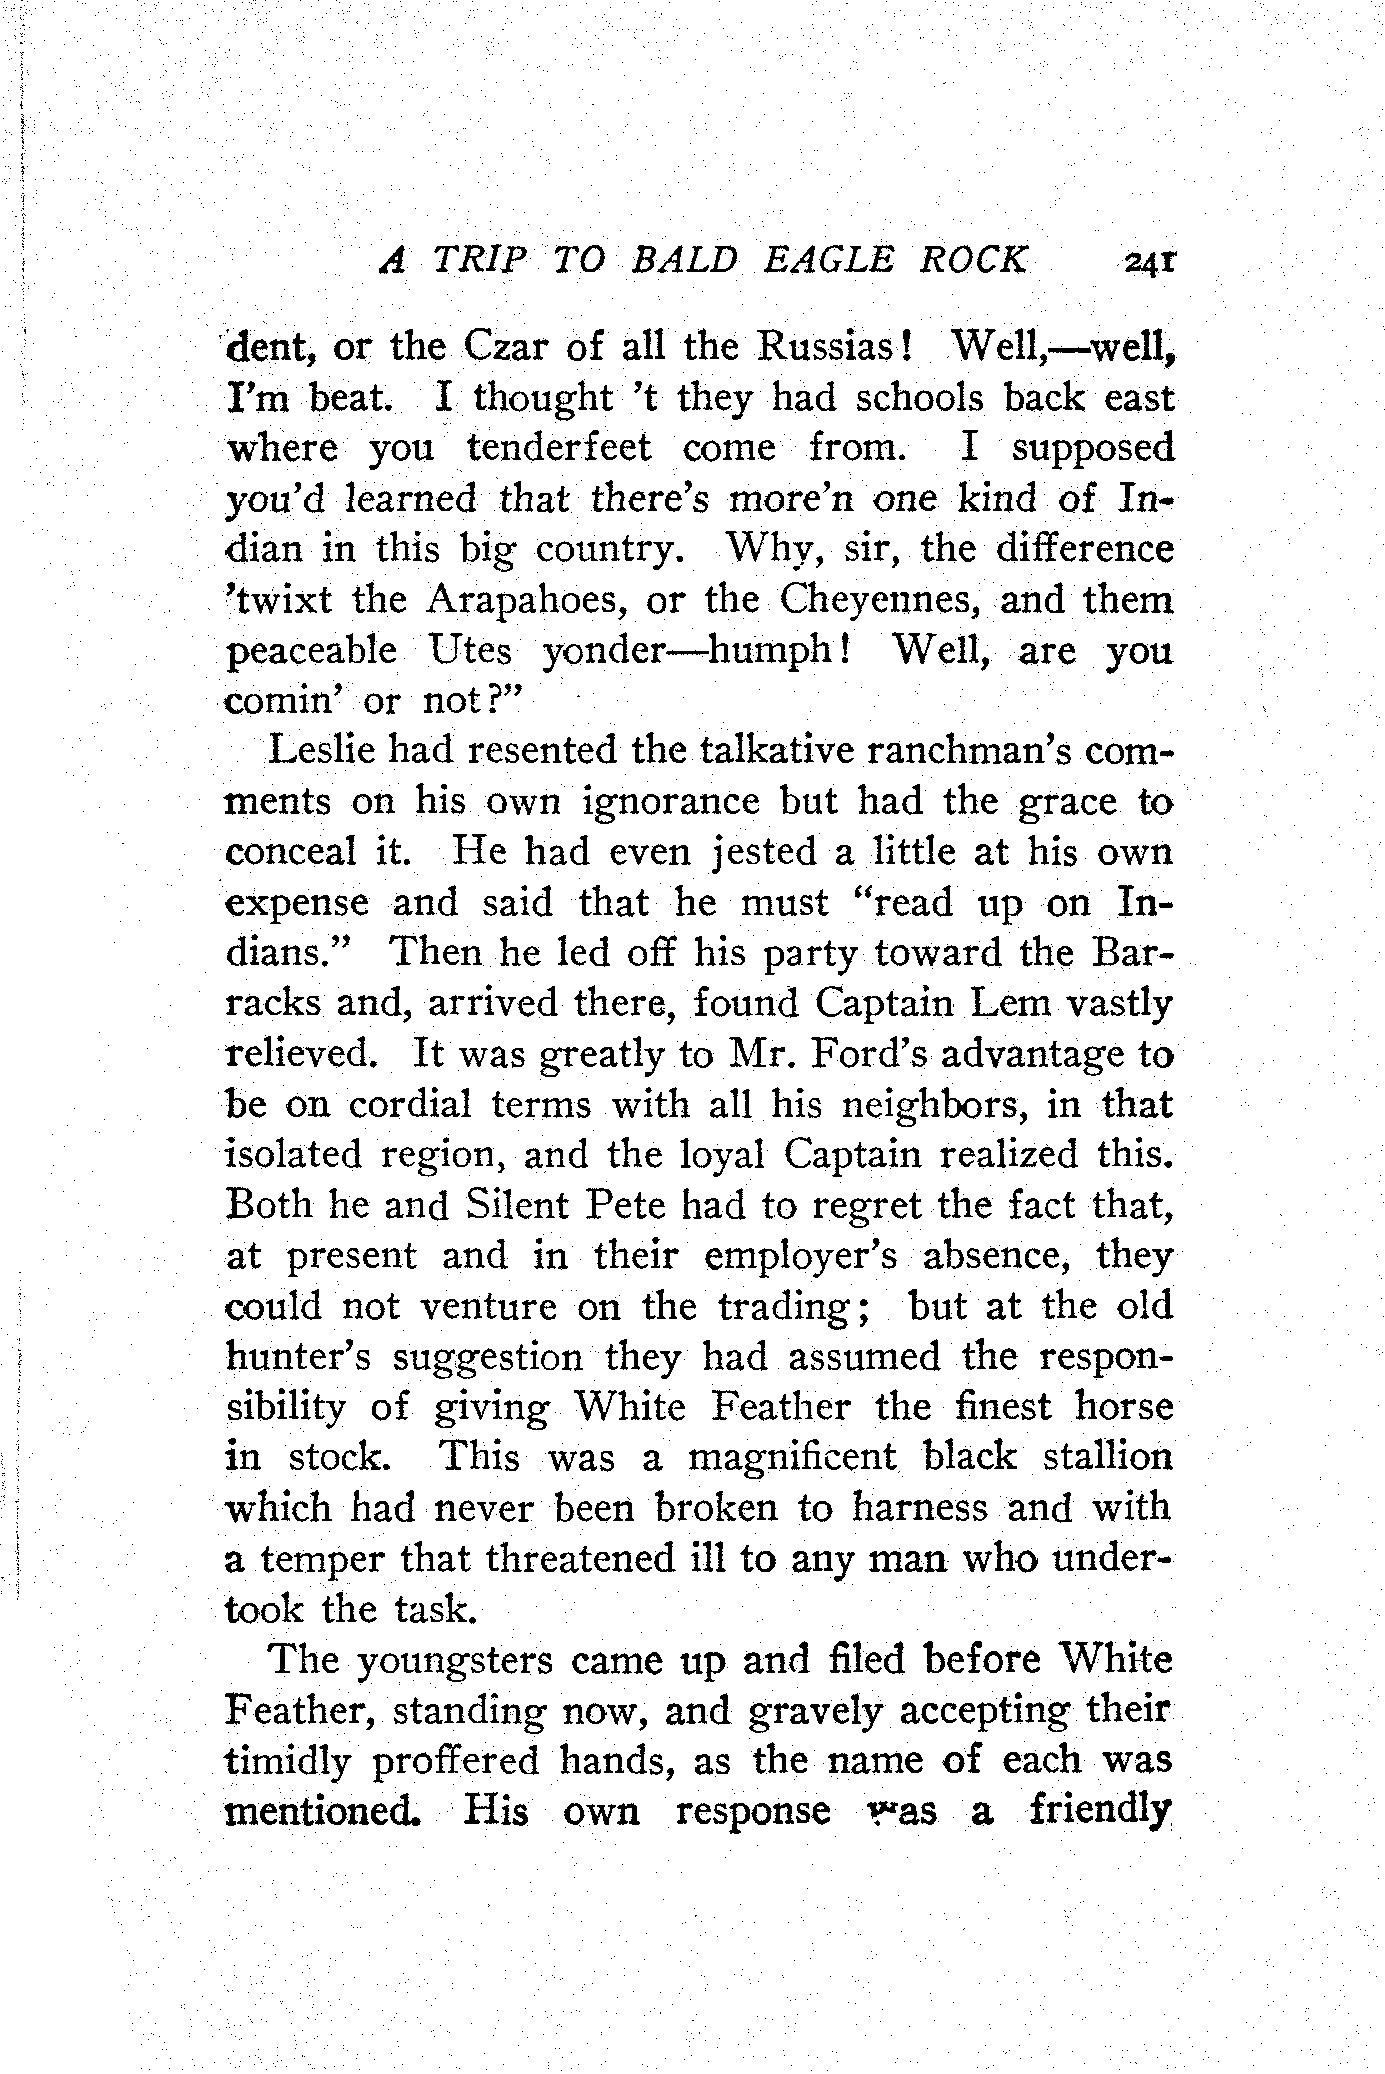 A TRIP TO BALD EAGLE ROCK 241
dent, or the Czar of all the Russias! Well,—well,
I'm beat. I thought 't they had schools back east
where you tenderfeet come from. I supposed
you'd learned that there's more'n one kind of In-
dian in this big country. Why, sir, the difference
'twixt the Arapahoes, or the Cheyennes, and them
peaceable Utes yonder—humph! Well, are you
comin' or not?"
Leslie had resented the talkative ranchman's com-
ments on his own ignorance but had the grace to
conceal it. He had even jested a little at his own
expense and said that he must "read up on In-
dians." Then he led off his party toward the Bar-
racks and, arrived there, found Captain Lem vastly
relieved. It was greatly to Mr. Ford's advantage to
be on cordial terms with all his neighbors, in that
isolated region, and the loyal Captain realized this.
Both he and Silent Pete had to regret the fact that,
at present and in their employer's absence, they
could not venture on the trading; but at the old
hunter's suggestion they had assumed the respon-
sibility of giving White Feather the finest horse
in stock. This was a magnificent black stallion
which had never been broken to harness and with
a temper that threatened ill to any man who under-
took the task.
The youngsters came up and filed before White
Feather, standing now, and gravely accepting their
timidly proffered hands, as the name of each was
mentioned. His own response was a friendly